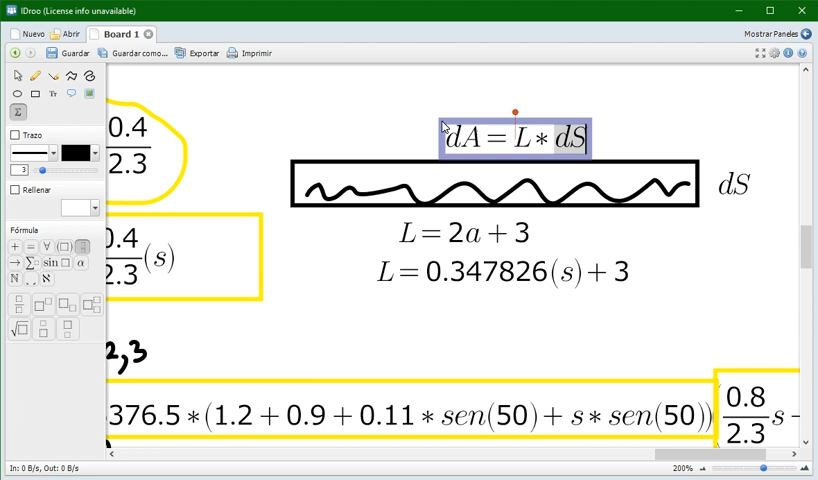 IDroo (License info unavailable)
Nuevo Abrir Board 1 Mostrar Paneles
Guardar Guardar como... Exportar Imprimir
Trazo
3
Rellenar
Fórmula
+ = ∀ (□)
→ Σ sin □ α
ℕ ℵ
0.4
2.3
dA = L * dS
dS
L = 2a + 3
0.4
2.3 (s)
L = 0.347826(s) + 3
2,3
376.5 * (1.2 + 0.9 + 0.11 * sen(50) + s * sen(50))
0.8
2.3 s −
In: 0 B/s, Out: 0 B/s 200%